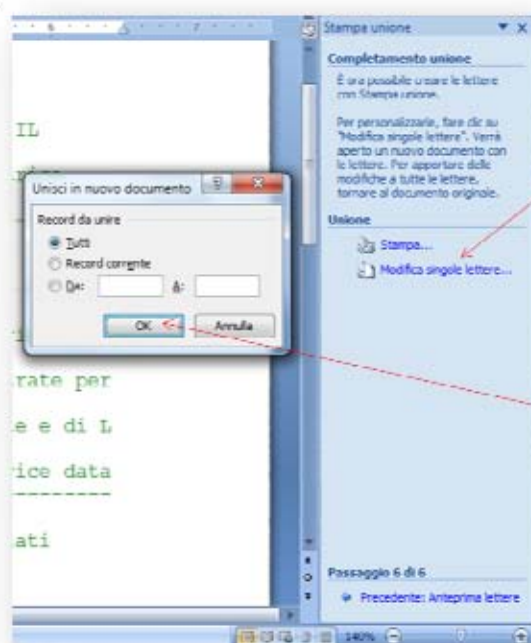 Stampa unione
Completamento unione
È ora possibile creare le lettere
con Stampa unione.
Per personalizzarle, fare clic su
"Modifica singole lettere". Verrà
aperto un nuovo documento con
le lettere. Per apportare delle
modifiche a tutte le lettere,
tornare al documento originale.
Unione
Stampa...
Modifica singole lettere...
Passaggio 6 di 6
Precedente: Anteprima lettere
140%
IL
Unisci in nuovo documento
Record da unire
Tutti
Record corrente
Da:
A:
OK
Annulla
rate per
e e di L
ice data
---------
ati